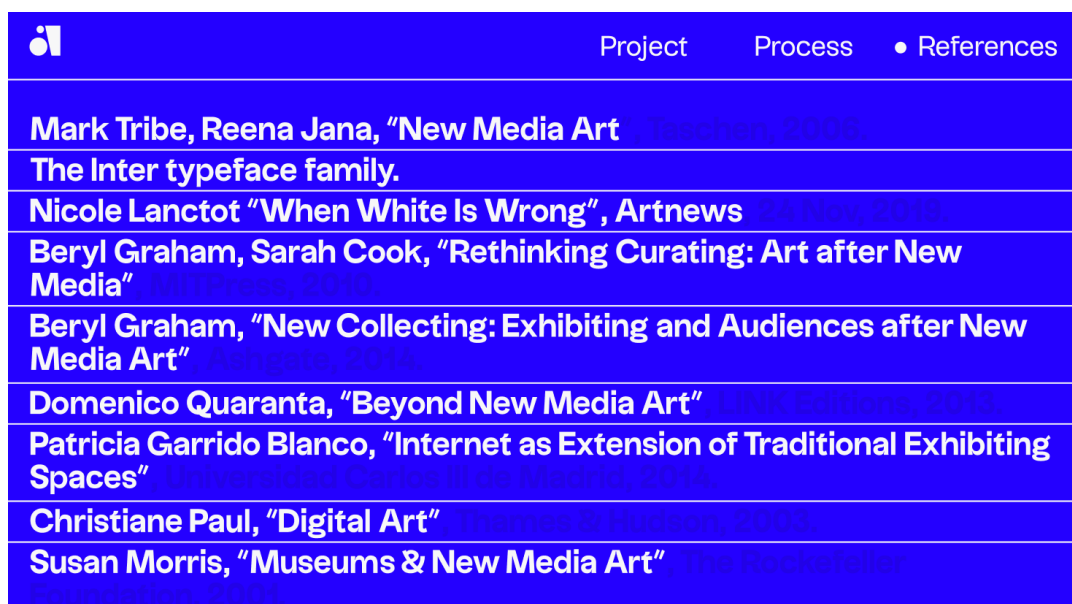 Project Process References
Mark Tribe, Reena Jana, “New Media Art”, Taschen, 2006.
The Inter typeface family.
Nicole Lanctot “When White Is Wrong”, Artnews, 24 Nov, 2019.
Beryl Graham, Sarah Cook, “Rethinking Curating: Art after New
Media”, MITPress, 2010.
Beryl Graham, “New Collecting: Exhibiting and Audiences after New
Media Art”, Ashgate, 2014.
Domenico Quaranta, “Beyond New Media Art”, LINK Editions, 2013.
Patricia Garrido Blanco, “Internet as Extension of Traditional Exhibiting
Spaces”, Universidad Carlos III de Madrid, 2014.
Christiane Paul, “Digital Art”, Thames & Hudson, 2003.
Susan Morris, “Museums & New Media Art”, The Rockefeller
Foundation, 2001.